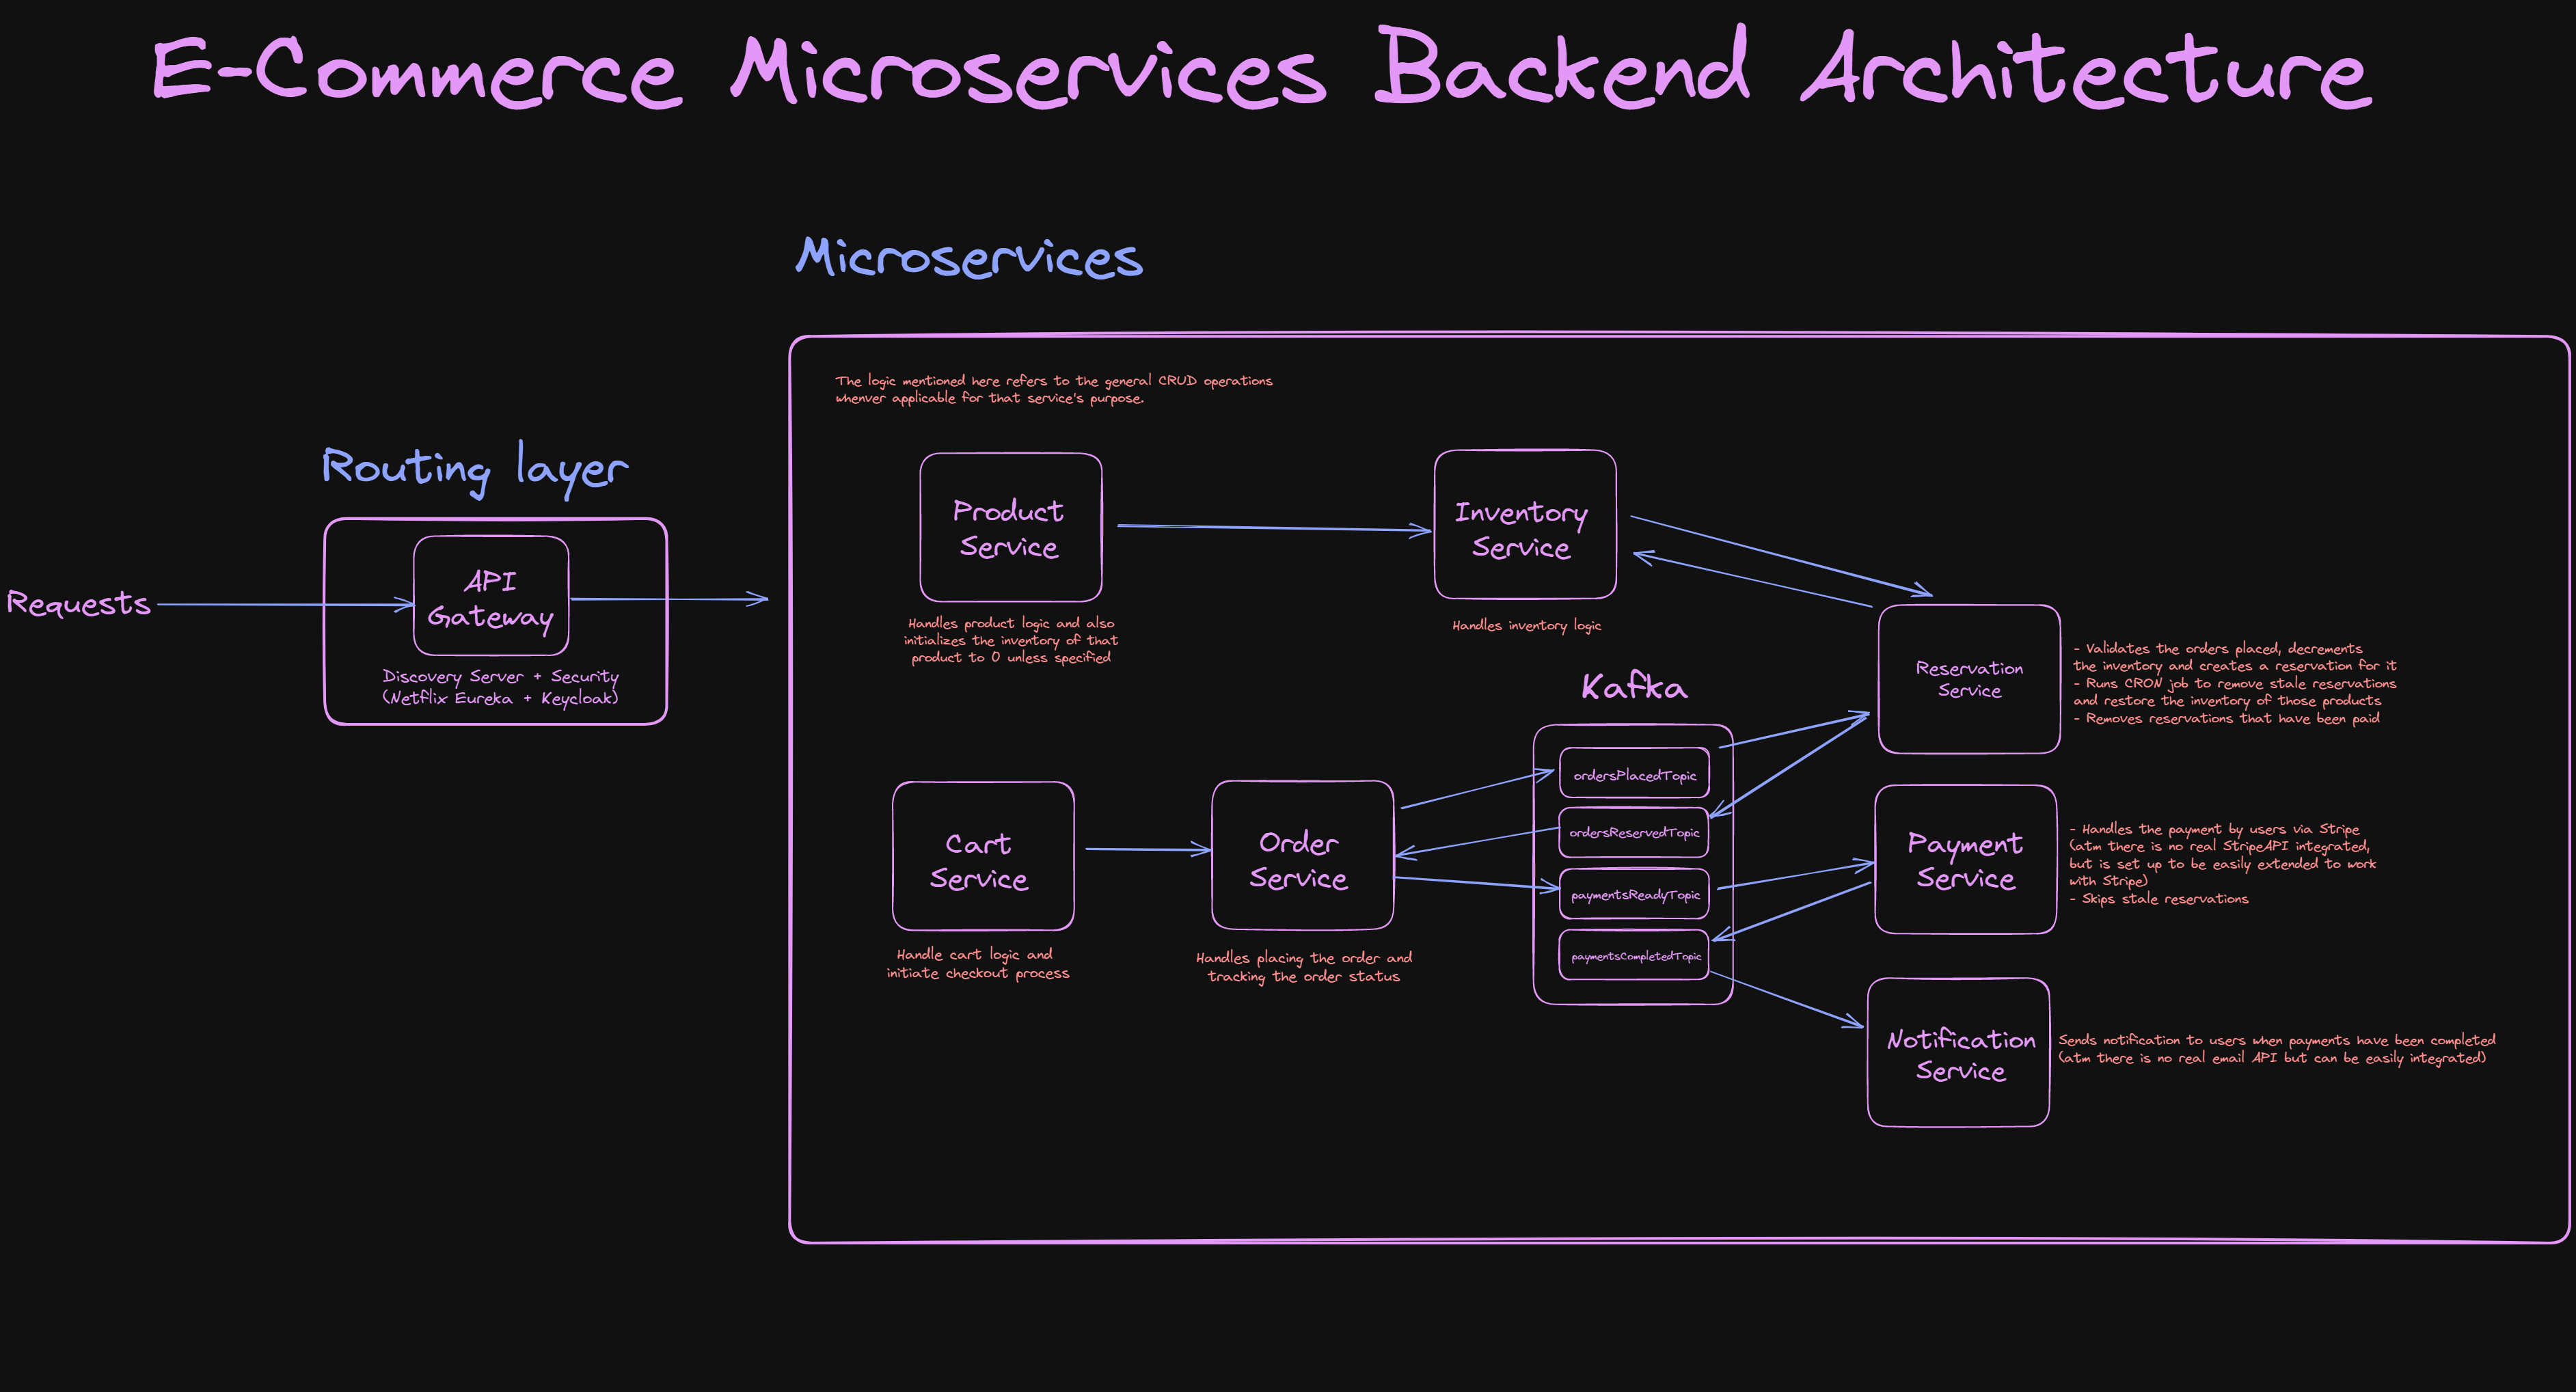 E-Commerce Microservices Backend Architecture
Microservices
The logic mentioned here refers to the general CRUD operations
whenver applicable for that service's purpose.
Routing layer
Requests
API
Gateway
Discovery Server + Security
(Netflix Eureka + Keycloak)
Product
Service
Handles product logic and also
initializes the inventory of that
product to 0 unless specified
Inventory
Service
Handles inventory logic
Reservation
Service
- Validates the orders placed, decrements
the inventory and creates a reservation for it
- Runs CRON job to remove stale reservations
and restore the inventory of those products
- Removes reservations that have been paid
Cart
Service
Handle cart logic and
initiate checkout process
Order
Service
Handles placing the order and
tracking the order status
Kafka
ordersPlacedTopic
ordersReservedTopic
paymentsReadyTopic
paymentsCompletedTopic
Payment
Service
- Handles the payment by users via Stripe
(atm there is no real StripeAPI integrated,
but is set up to be easily extended to work
with Stripe)
- Skips stale reservations
Notification
Service
Sends notification to users when payments have been completed
(atm there is no real email API but can be easily integrated)